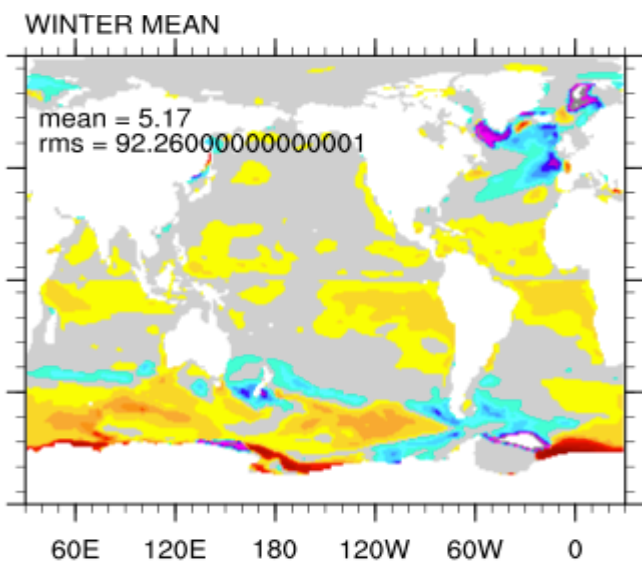 WINTER MEAN
mean = 5.17
rms = 92.26000000000001
60E 120E 180 120W 60W 0